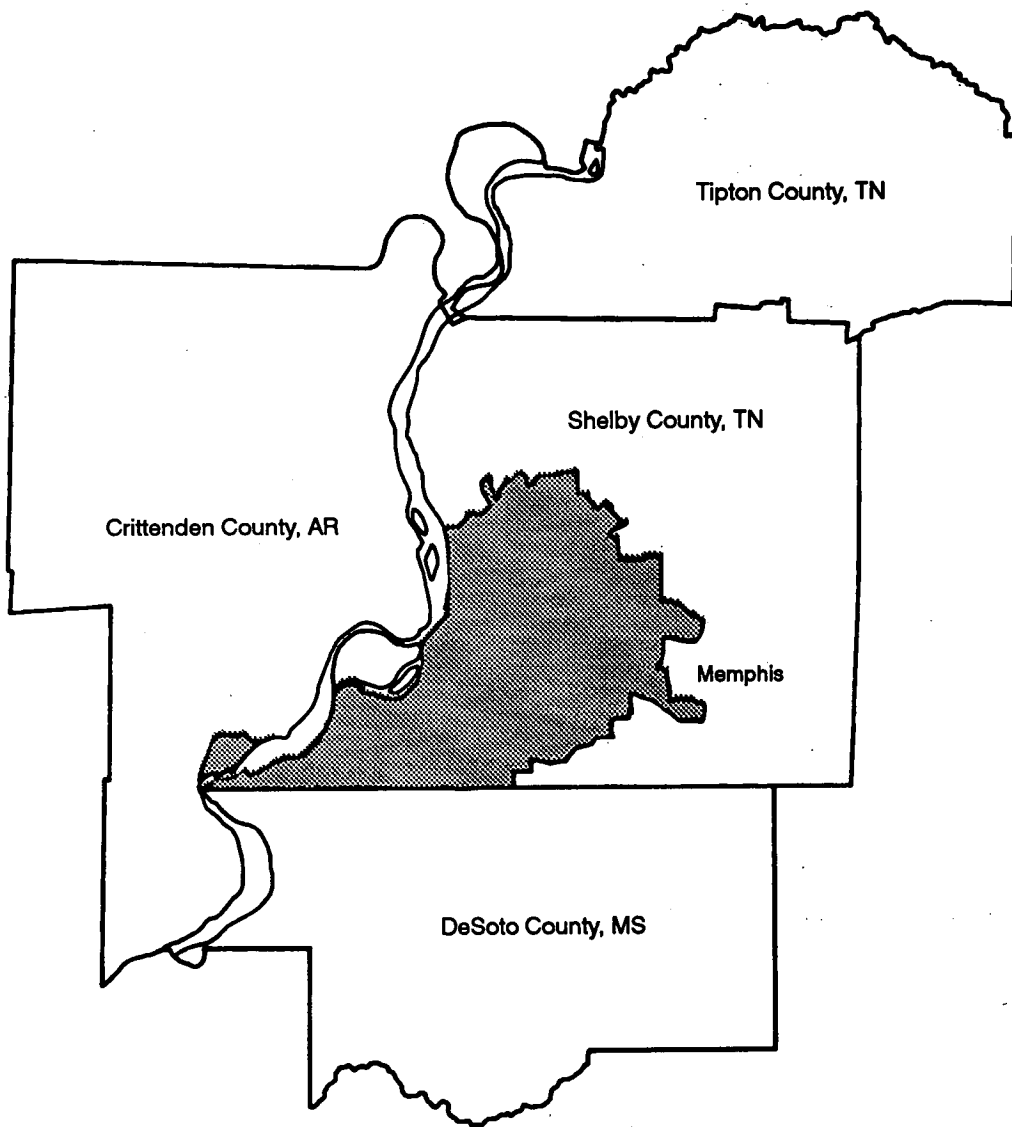 Tipton County, TN
Shelby County, TN
Crittenden County, AR
Memphis
DeSoto County, MS